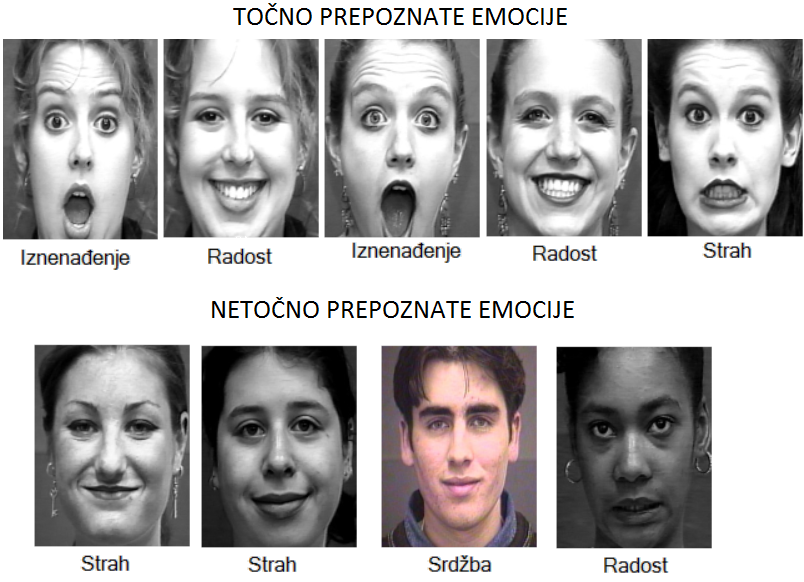 TOČNO PREPOZNATE EMOCIJE
Iznenađenje Radost Iznenađenje Radost Strah
NETOČNO PREPOZNATE EMOCIJE
Strah Strah Srdžba Radost